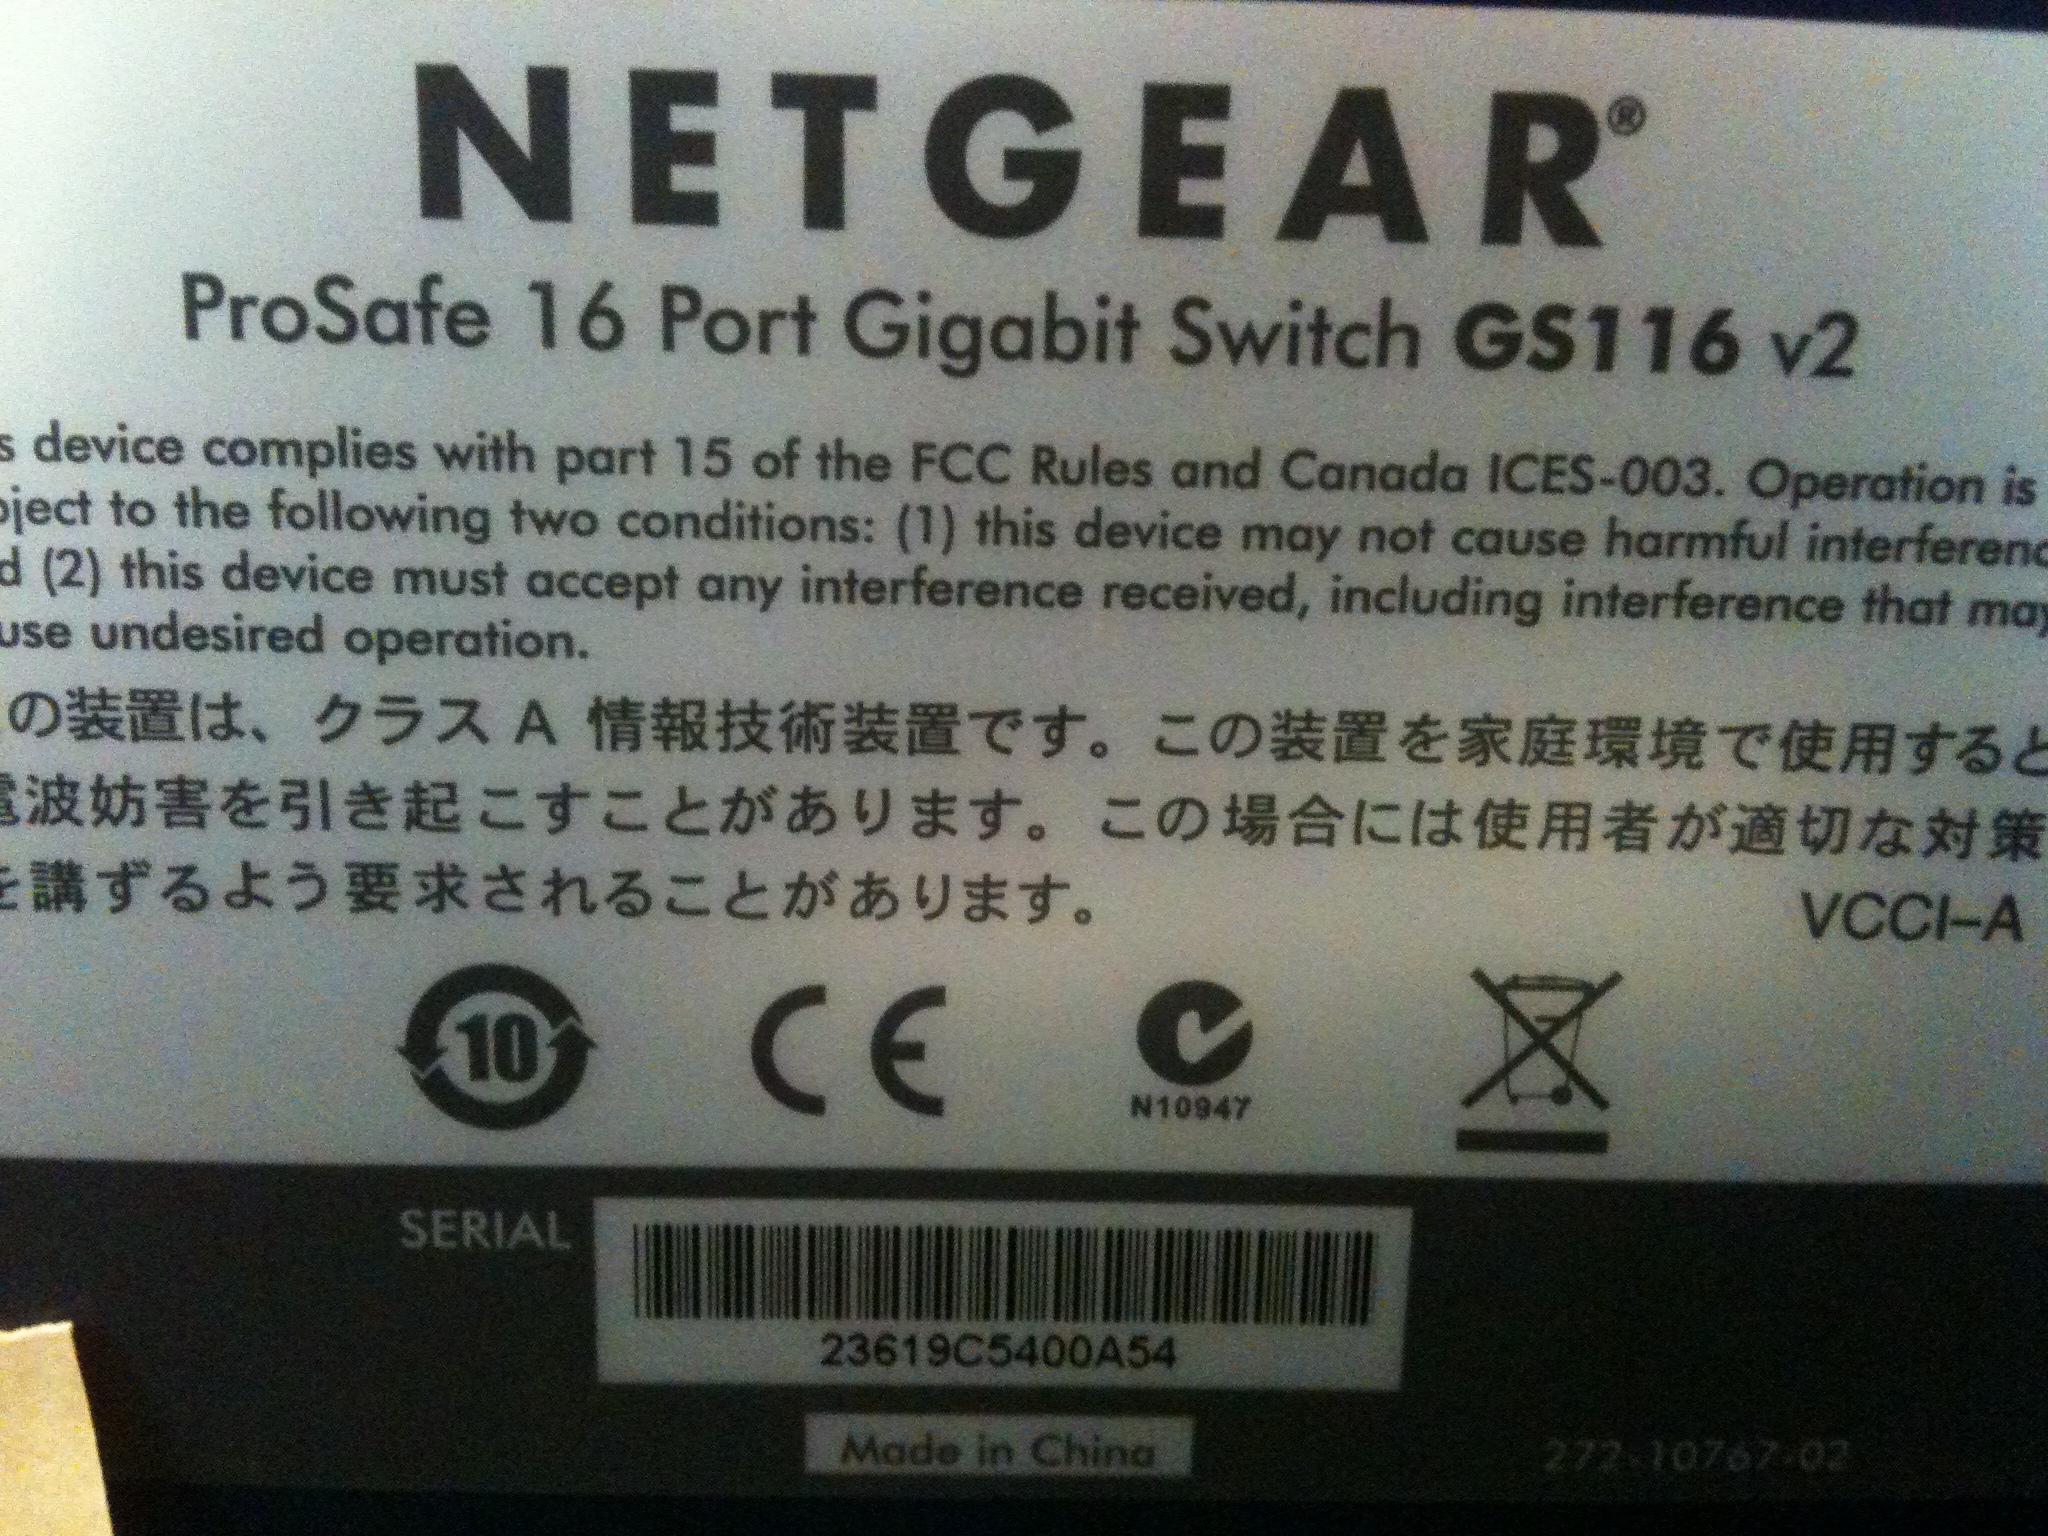 NETGEAR®
ProSafe 16 Port Gigabit Switch GS116 v2
s device complies with part 15 of the FCC Rules and Canada ICES-003. Operation is
bject to the following two conditions: (1) this device may not cause harmful interferenc
d (2) this device must accept any interference received, including interference that may
use undesired operation.
の装置は、クラス A 情報技術装置です。この装置を家庭環境で使用すると
電波妨害を引き起こすことがあります。この場合には使用者が適切な対策
を講ずるよう要求されることがあります。
VCCI-A
10
CE
N10947
SERIAL
23619C5400A54
Made in China
272-10767-02